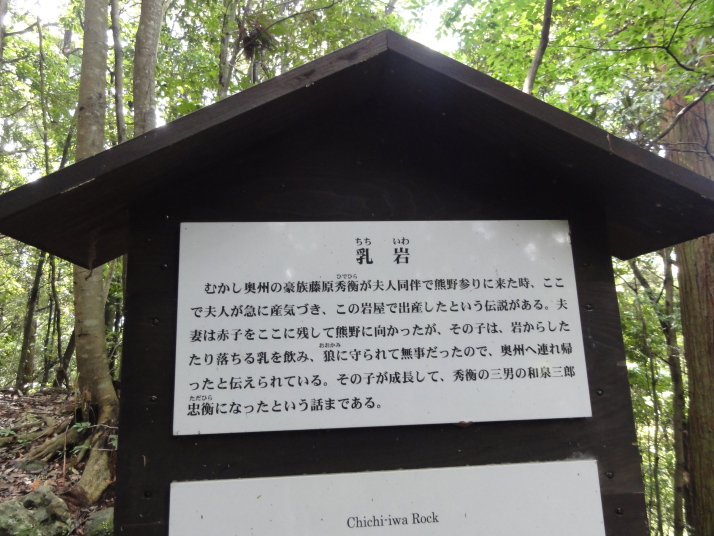 ちち いわ
乳 岩
ひでひら
むかし奥州の豪族藤原秀衡が夫人同伴で熊野参りに来た時、ここ
で夫人が急に産気づき、この岩屋で出産したという伝説がある。夫
妻は赤子をここに残して熊野に向かったが、その子は、岩からした
おおかみ
たり落ちる乳を飲み、狼に守られて無事だったので、奥州へ連れ帰
ったと伝えられている。その子が成長して、秀衡の三男の和泉三郎
ただひら
忠衡になったという話まである。
Chichi-iwa Rock